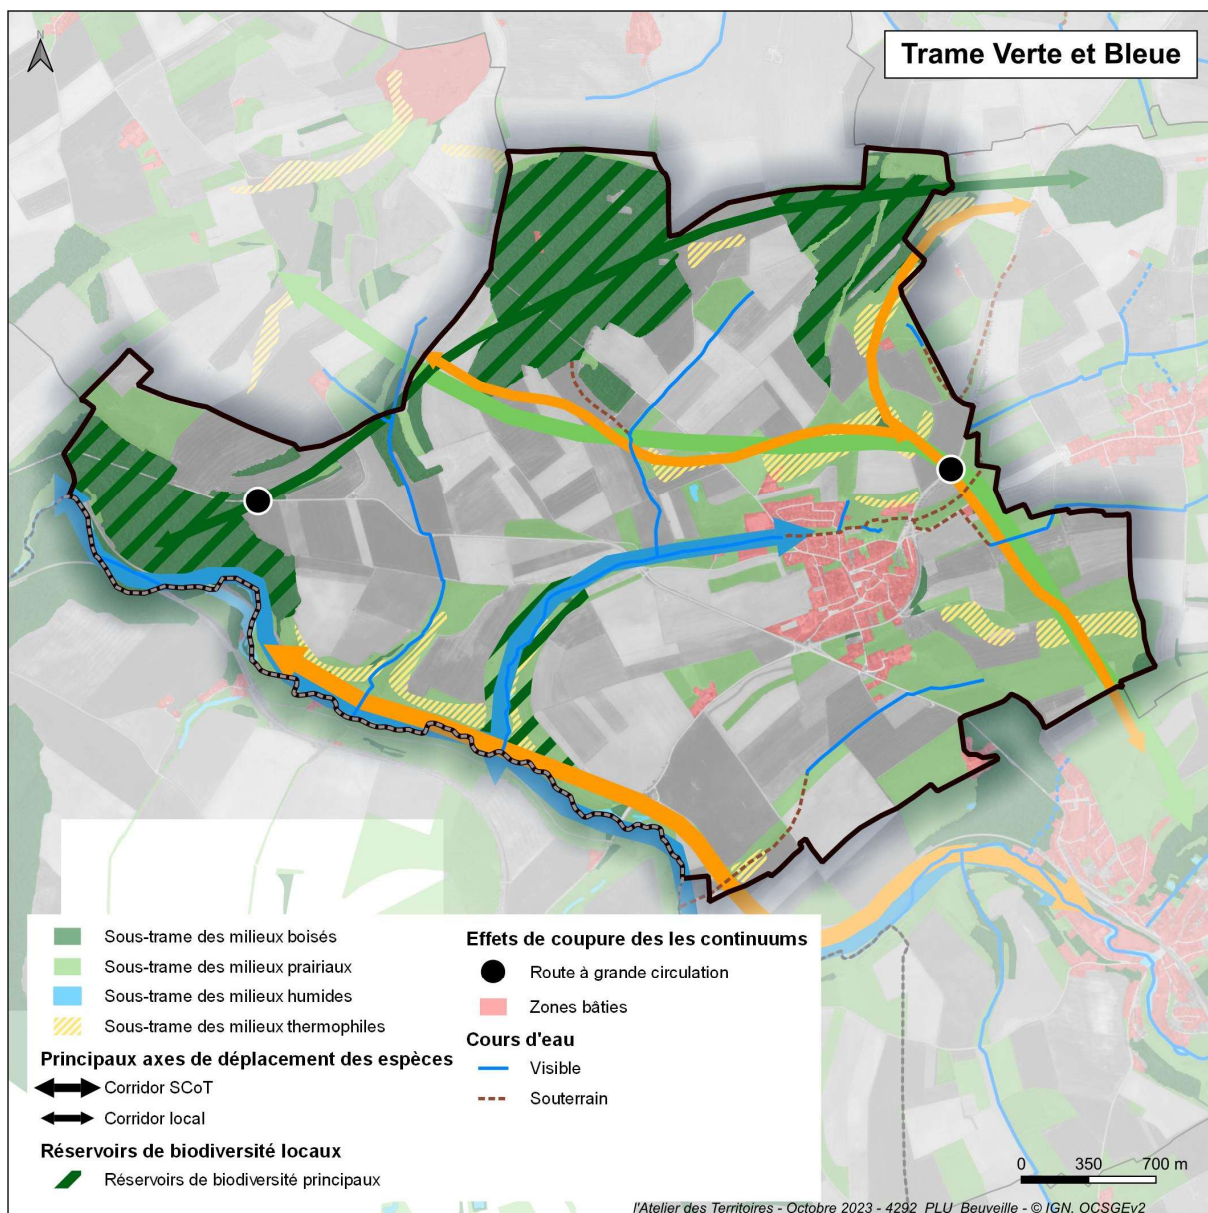 N
Trame Verte et Bleue
Sous-trame des milieux boisés
Sous-trame des milieux prairiaux
Sous-trame des milieux humides
Sous-trame des milieux thermophiles
Principaux axes de déplacement des espèces
Corridor SCoT
Corridor local
Réservoirs de biodiversité locaux
Réservoirs de biodiversité principaux
Effets de coupure des les continuums
Route à grande circulation
Zones bâties
Cours d'eau
Visible
Souterrain
0 350 700 m
l'Atelier des Territoires - Octobre 2023 - 4292_PLU_Beuveille - © IGN, OCSGEv2